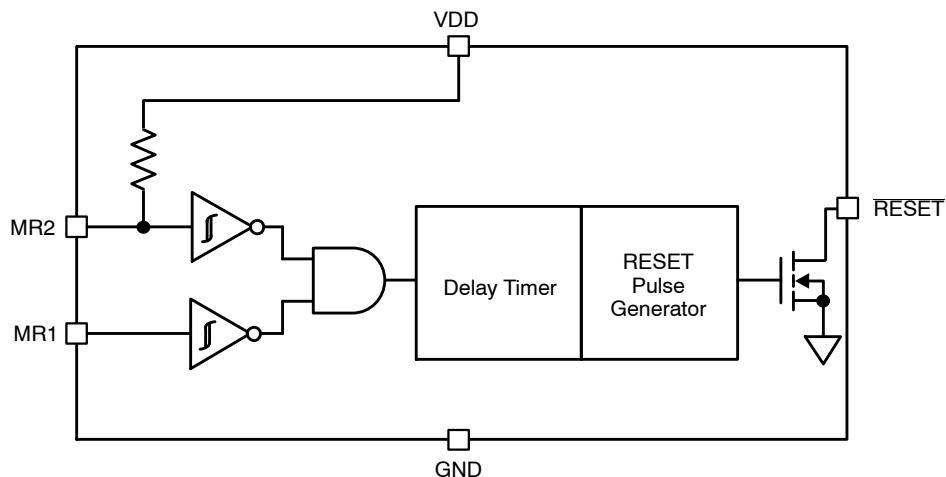 VDD
MR2
RESET
Delay Timer
RESET
Pulse
Generator
MR1
GND